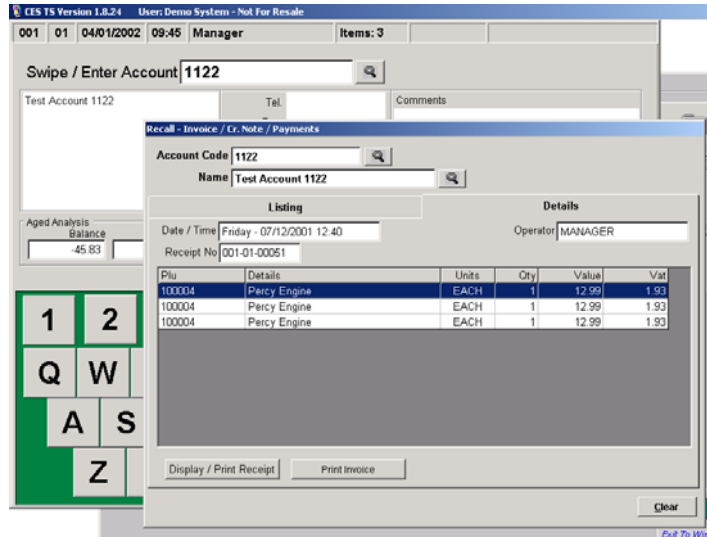 CES TS Version 1.8.24 User: Demo System - Not For Resale
001 01 04/01/2002 09:45 Manager Items: 3
Swipe / Enter Account 1122
Test Account 1122 Tel. Comments
Recall - Invoice / Cr. Note / Payments
Account Code 1122
Name Test Account 1122
Listing Details
Aged Analysis
Balance
-45.83
Date / Time Friday - 07/12/2001 12:40 Operator MANAGER
Receipt No 001-01-00051
Plu Details Units Qty Value Vat
100004 Percy Engine EACH 1 12.99 1.93
100004 Percy Engine EACH 1 12.99 1.93
100004 Percy Engine EACH 1 12.99 1.93
1 2
Q W
A S
Z
Display / Print Receipt Print Invoice
Clear
Exit To Win